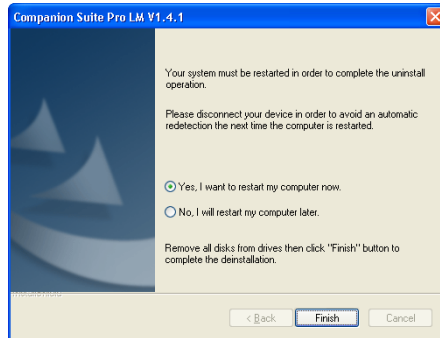 Companion Suite Pro LM V1.4.1
Your system must be restarted in order to complete the uninstall
operation.
Please disconnect your device in order to avoid an automatic
redetection the next time the computer is restarted.
Yes, I want to restart my computer now.
No, I will restart my computer later.
Remove all disks from drives then click "Finish" button to
complete the deinstallation.
< Back
Finish
Cancel